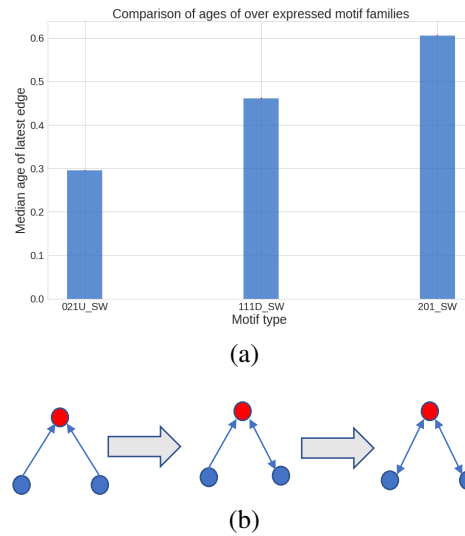 Comparison of ages of over expressed motif families
0.6
0.5
0.4
0.3
0.2
0.1
0.0
Median age of latest edge
021U_SW 111D_SW 201_SW
Motif type
(a)
(b)